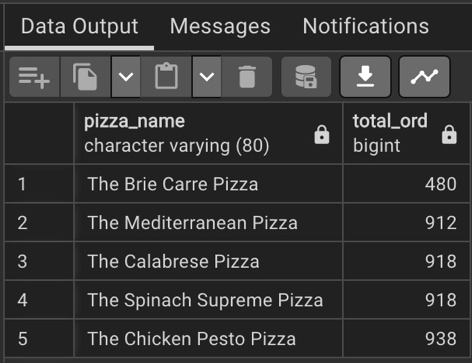 Data Output Messages Notifications
pizza_name total_ord
character varying (80) bigint
1 The Brie Carre Pizza 480
2 The Mediterranean Pizza 912
3 The Calabrese Pizza 918
4 The Spinach Supreme Pizza 918
5 The Chicken Pesto Pizza 938